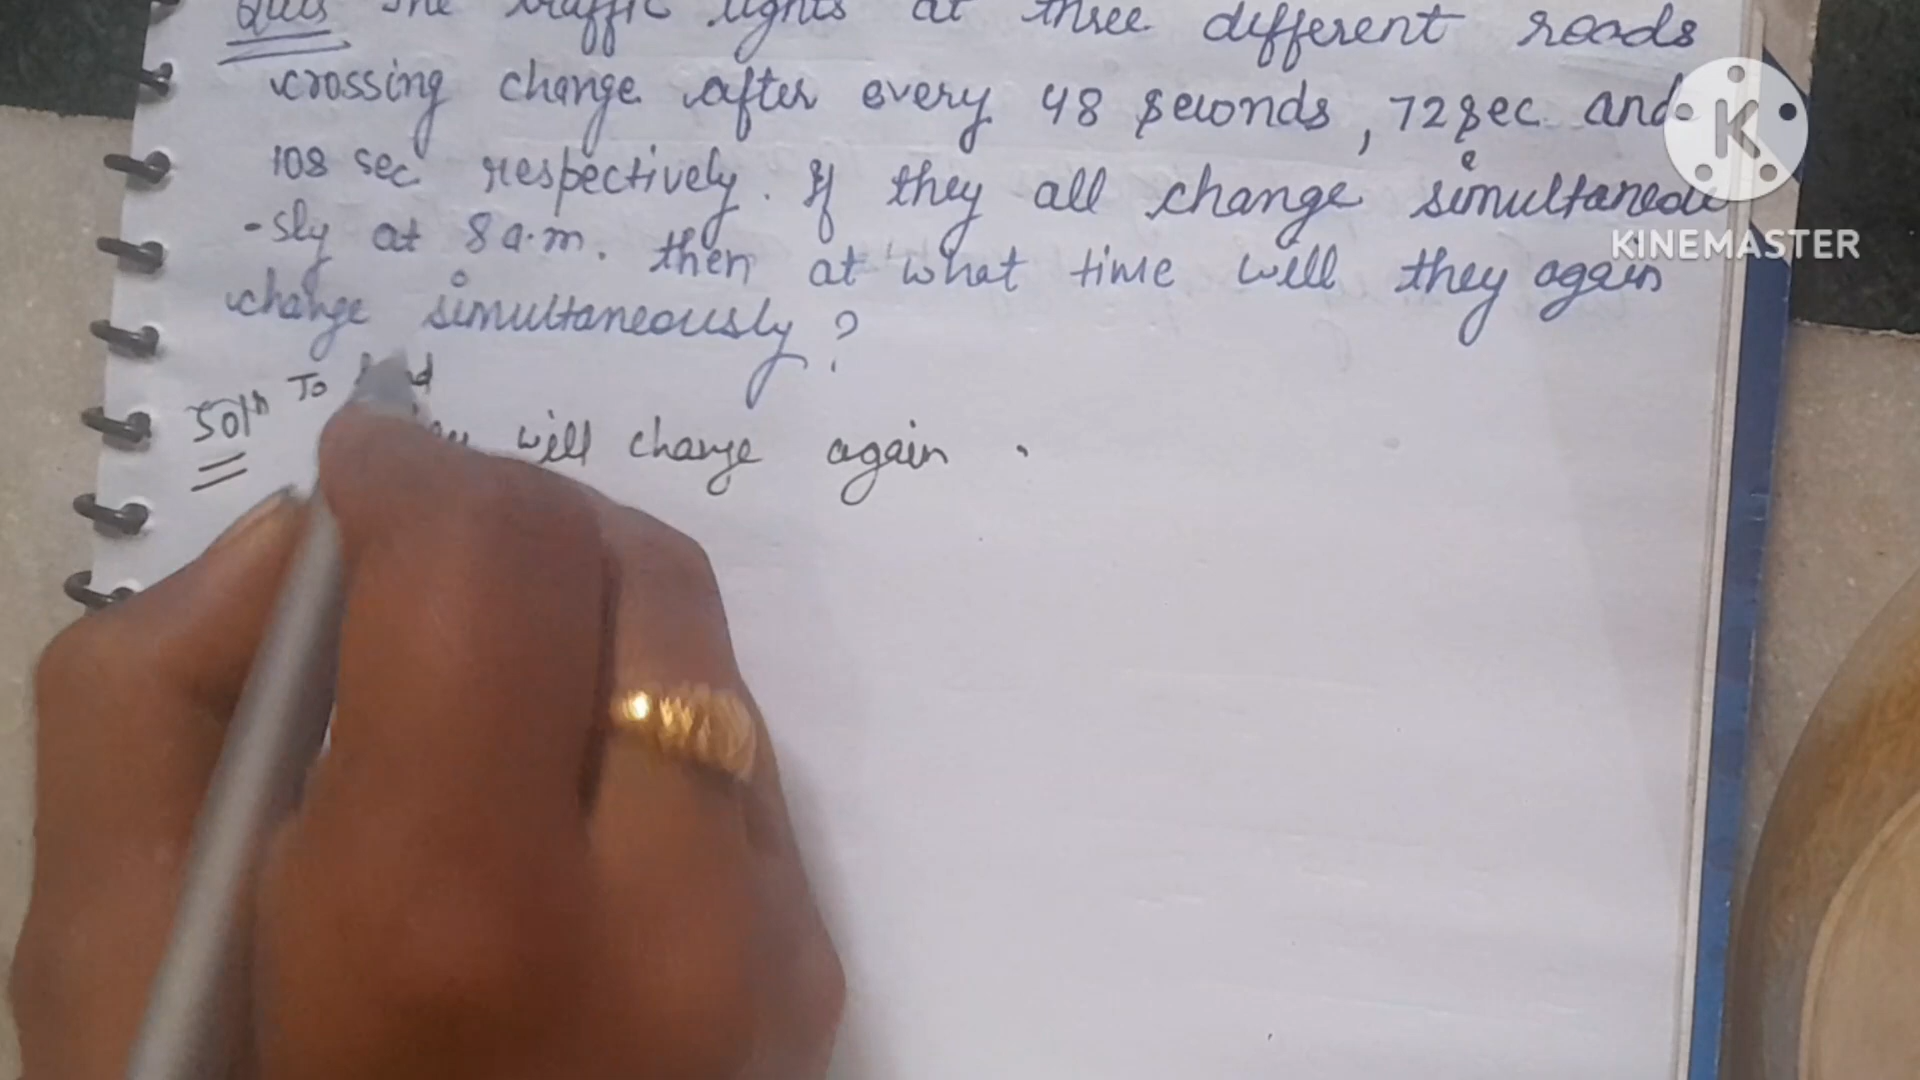 Ques The traffic lights at three different roads
crossing change after every 48 seconds, 72 sec and
108 sec respectively. If they all change simultaneou
-sly at 8 a.m. then at what time will they again
change simultaneously ?
Soln To find
will change again .
K
KINEMASTER